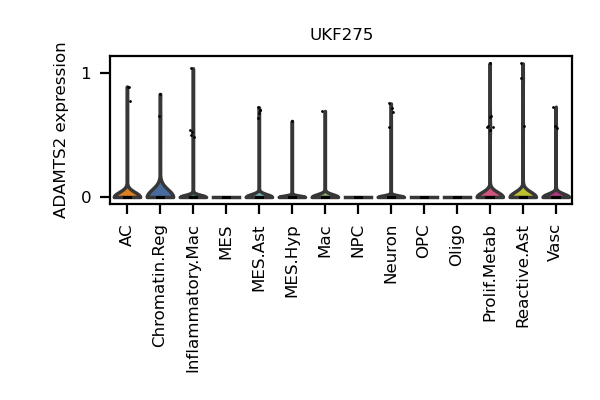 UKF275
ADAMTS2 expression
1
0
AC
Chromatin.Reg
Inflammatory.Mac
MES
MES.Ast
MES.Hyp
Mac
NPC
Neuron
OPC
Oligo
Prolif.Metab
Reactive.Ast
Vasc